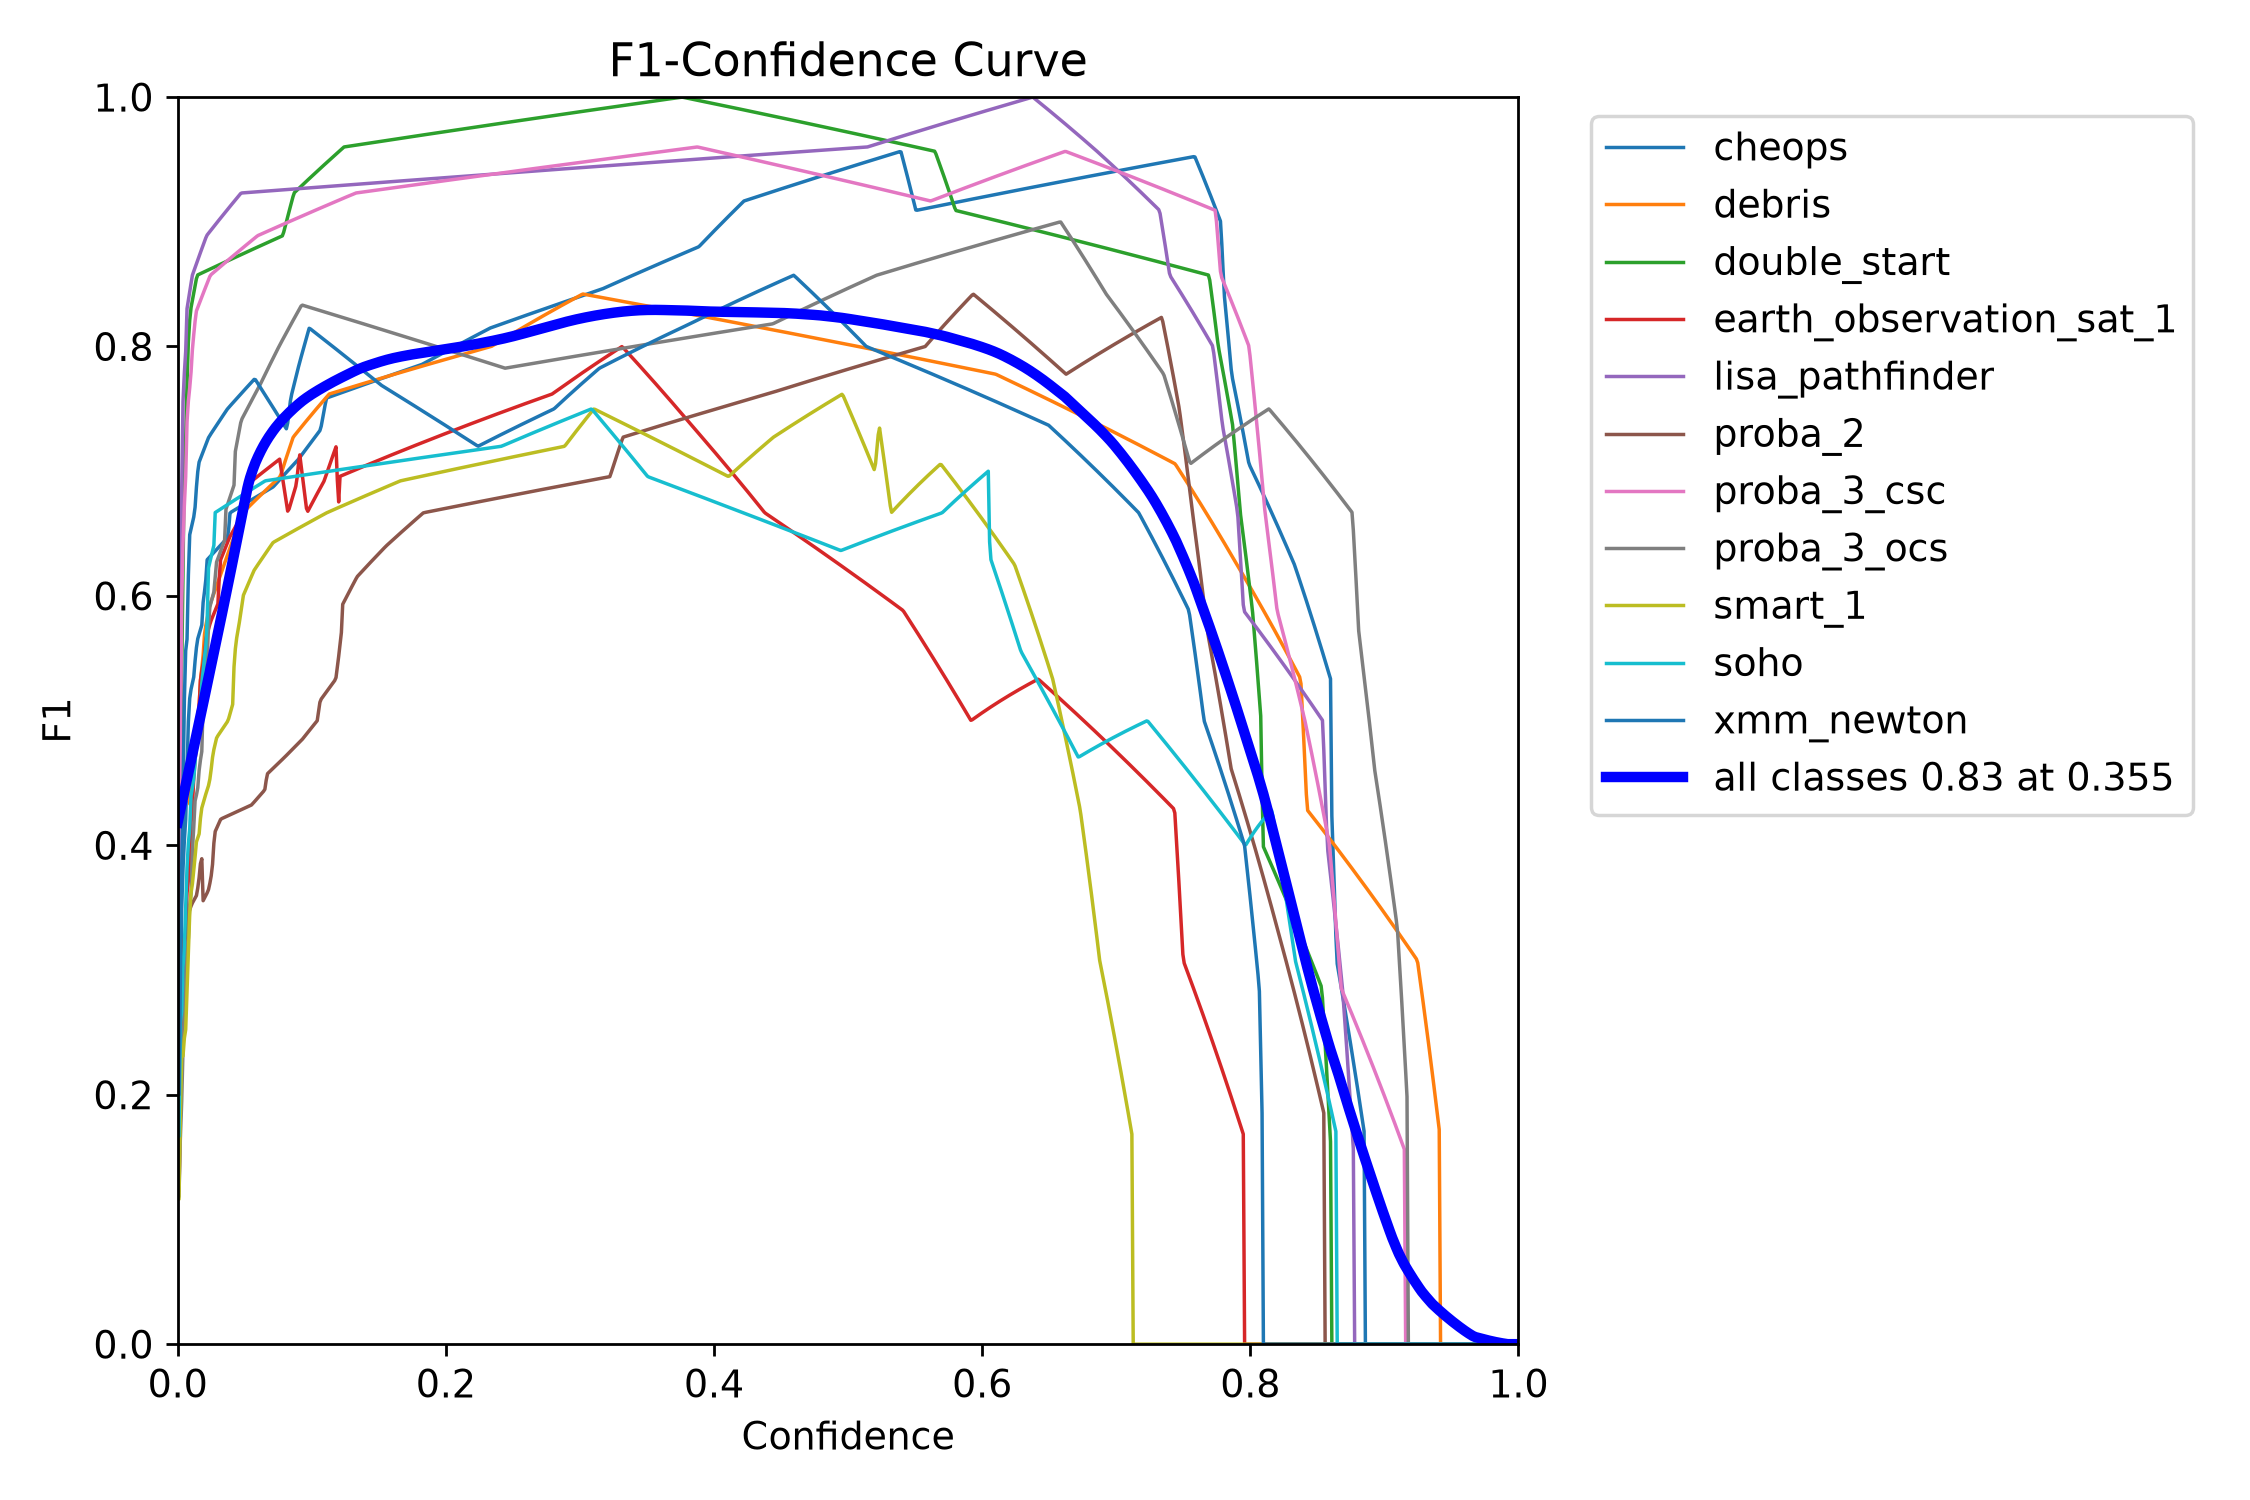 F1-Confidence Curve
1.0
0.8
0.6
0.4
0.2
0.0
F1
0.0 0.2 0.4 0.6 0.8 1.0
Confidence
cheops
debris
double_start
earth_observation_sat_1
lisa_pathfinder
proba_2
proba_3_csc
proba_3_ocs
smart_1
soho
xmm_newton
all classes 0.83 at 0.355